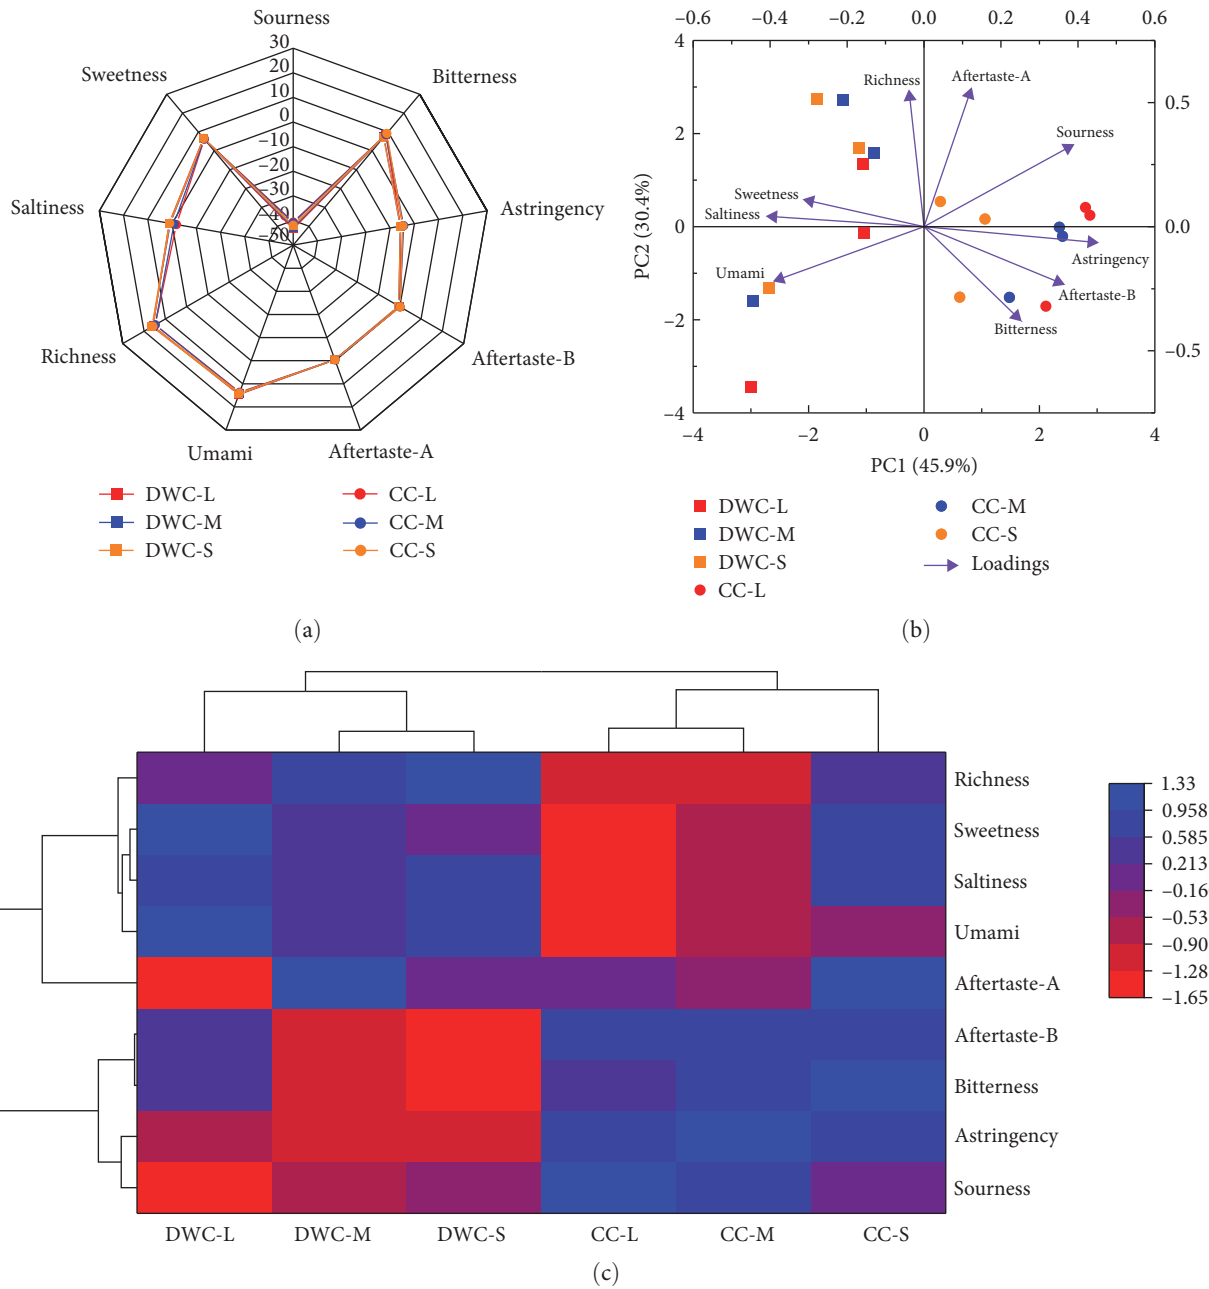 Sourness
30
20
10
0
−10
−20
−30
−40
−50
Sweetness
Bitterness
Saltiness
Astringency
Richness
Aftertaste-B
Umami
Aftertaste-A
DWC-L
CC-L
DWC-M
CC-M
DWC-S
CC-S
(a)
−0.6
−0.4
−0.2
0.0
0.2
0.4
0.6
4
2
0
−2
−4
PC2 (30.4%)
Richness
Aftertaste-A
Sourness
Sweetness
Saltiness
Umami
Astringency
Aftertaste-B
Bitterness
0.5
0.0
−0.5
−4
−2
0
2
4
PC1 (45.9%)
DWC-L
CC-M
DWC-M
CC-S
DWC-S
Loadings
CC-L
(b)
Richness
Sweetness
Saltiness
Umami
Aftertaste-A
Aftertaste-B
Bitterness
Astringency
Sourness
1.33
0.958
0.585
0.213
−0.16
−0.53
−0.90
−1.28
−1.65
DWC-L
DWC-M
DWC-S
CC-L
CC-M
CC-S
(c)